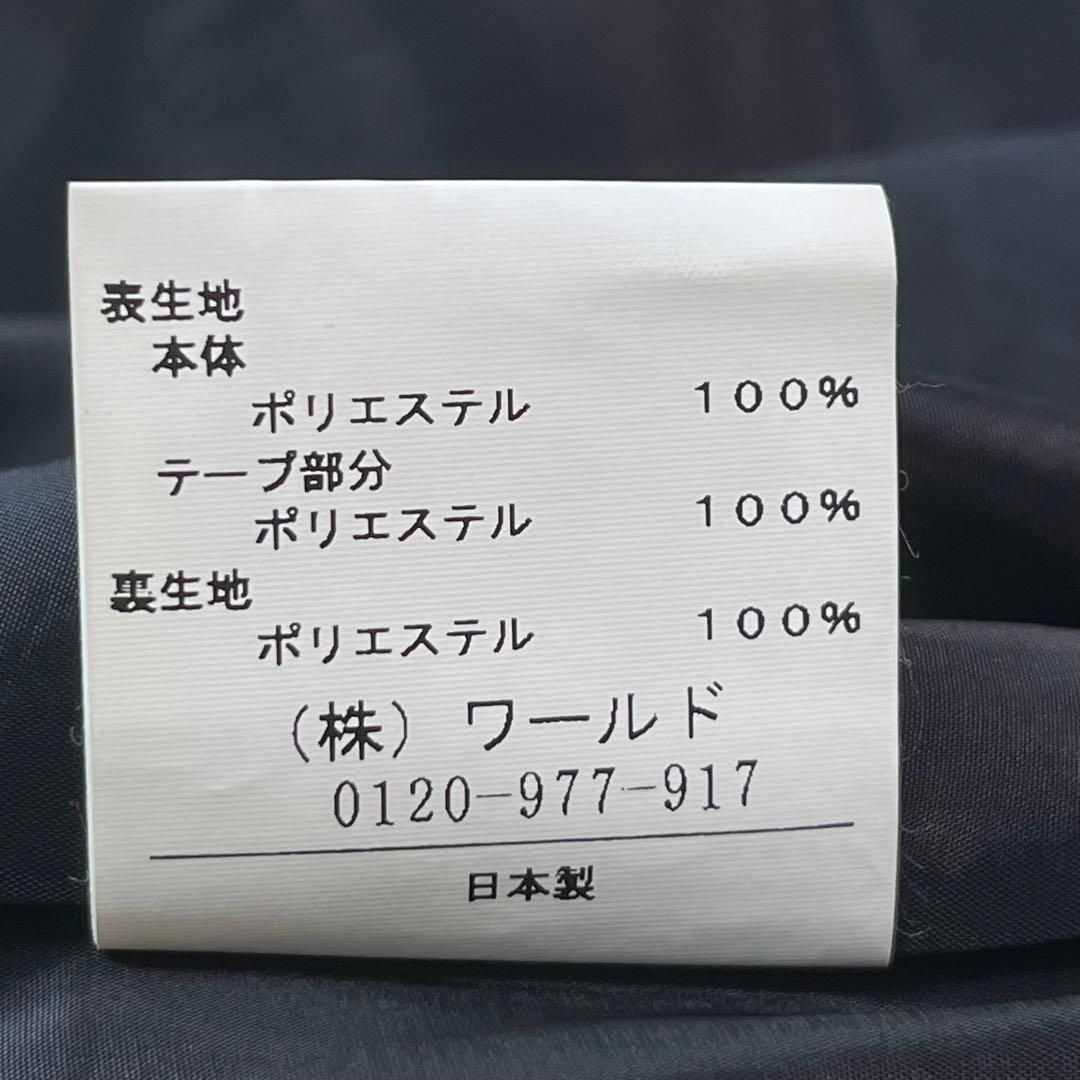 表生地
本体
ポリエステル 100%
テープ部分
ポリエステル 100%
裏生地
ポリエステル 100%
(株) ワールド
0120-977-917
日本製